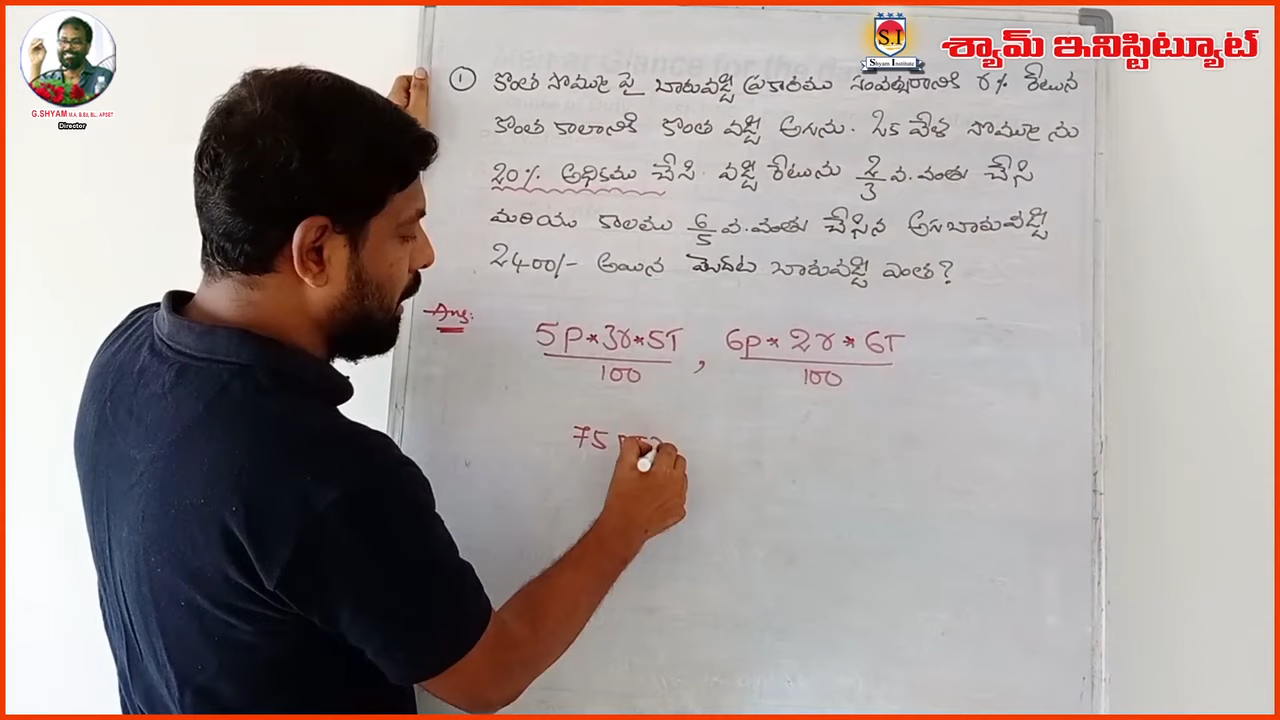 G.SHYAM M.A. B.Ed, BL., APSET
Director
S.I
Shyam Institute
శ్యామ్ ఇనిస్టిట్యూట్
① కొంత సొమ్ము పై బారువడ్డీ ప్రకారము సంవత్సరానికి r% రేటున
కొంత కాలానికి కొంత వడ్డీ అగును. ఒక వేళ సొమ్ము ను
20% అధికము చేసి వడ్డీ రేటును 2/3 వ.వంతు చేసి
మరియు కాలము 6/5 వ.వంతు చేసిన అగు బారువడ్డీ
2400/- అయిన మొదట బారువడ్డీ ఎంత?
Ans:
5P*3r*5T/100 , 6P*2r*6T/100
75